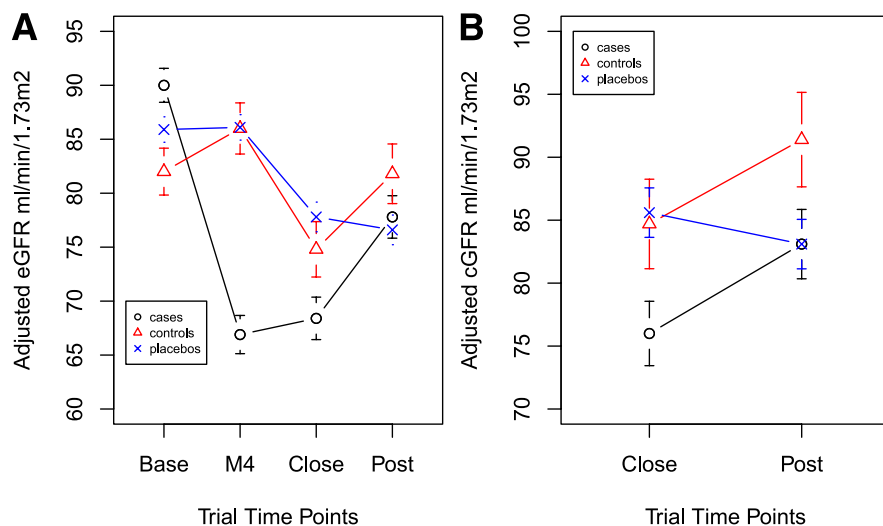 A
Adjusted eGFR ml/min/1.73m2
95
90
85
80
75
70
65
60
cases
controls
placebos
Base M4 Close Post
Trial Time Points
B
Adjusted cGFR ml/min/1.73m2
100
95
90
85
80
75
70
cases
controls
placebos
Close Post
Trial Time Points